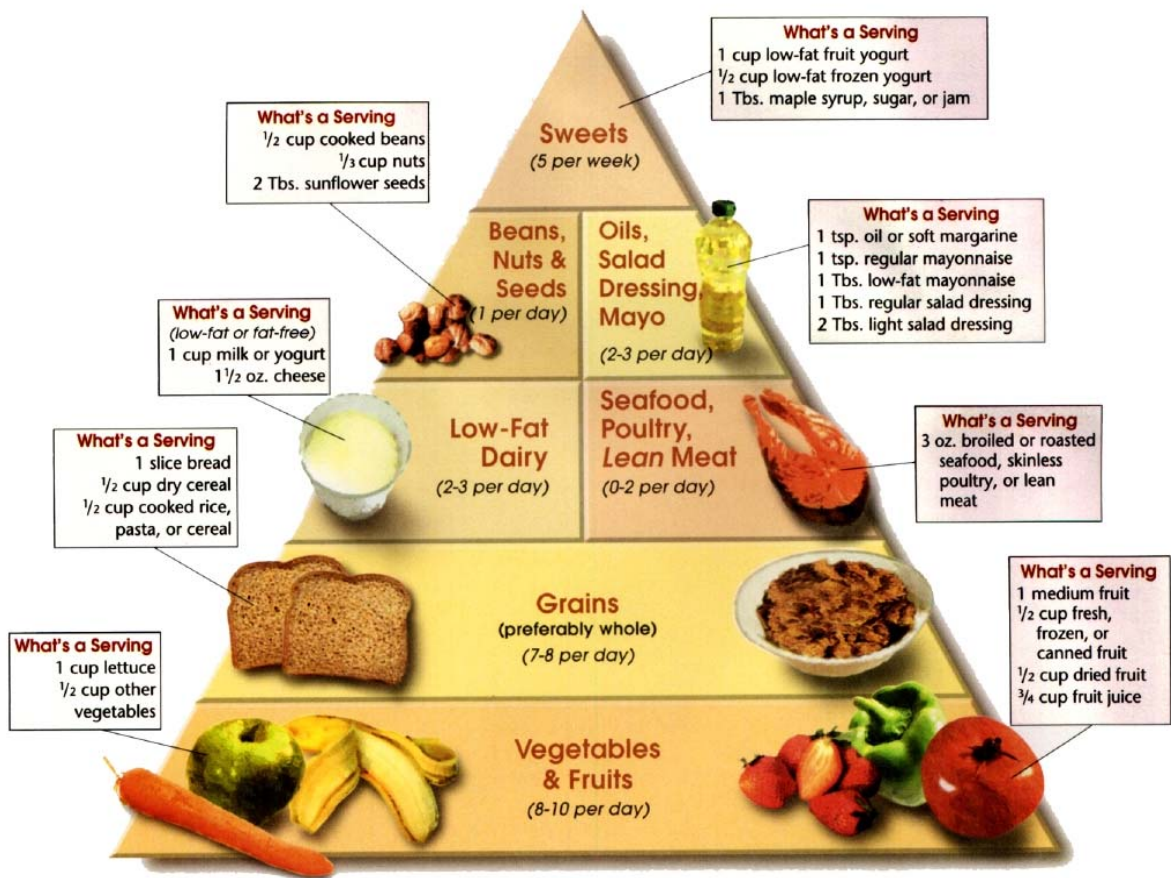 What's a Serving
1 cup low-fat fruit yogurt
1/2 cup low-fat frozen yogurt
1 Tbs. maple syrup, sugar, or jam
Sweets
(5 per week)
What's a Serving
1/2 cup cooked beans
1/3 cup nuts
2 Tbs. sunflower seeds
Beans,
Nuts &
Seeds
(1 per day)
Oils,
Salad
Dressing,
Mayo
(2-3 per day)
What's a Serving
1 tsp. oil or soft margarine
1 tsp. regular mayonnaise
1 Tbs. low-fat mayonnaise
1 Tbs. regular salad dressing
2 Tbs. light salad dressing
What's a Serving
(low-fat or fat-free)
1 cup milk or yogurt
1 1/2 oz. cheese
Low-Fat
Dairy
(2-3 per day)
Seafood,
Poultry,
Lean Meat
(0-2 per day)
What's a Serving
3 oz. broiled or roasted
seafood, skinless
poultry, or lean
meat
What's a Serving
1 slice bread
1/2 cup dry cereal
1/2 cup cooked rice,
pasta, or cereal
Grains
(preferably whole)
(7-8 per day)
What's a Serving
1 cup lettuce
1/2 cup other
vegetables
What's a Serving
1 medium fruit
1/2 cup fresh,
frozen, or
canned fruit
1/2 cup dried fruit
3/4 cup fruit juice
Vegetables
& Fruits
(8-10 per day)